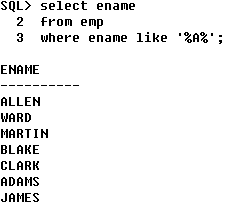 SQL> select ename
2 from emp
3 where ename like '%A%';
ENAME
----------
ALLEN
WARD
MARTIN
BLAKE
CLARK
ADAMS
JAMES